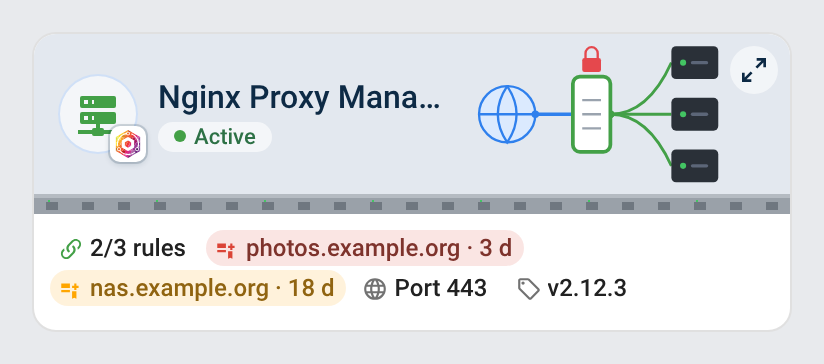 Nginx Proxy Mana...
Active
2/3 rules photos.example.org · 3 d
nas.example.org · 18 d Port 443 v2.12.3